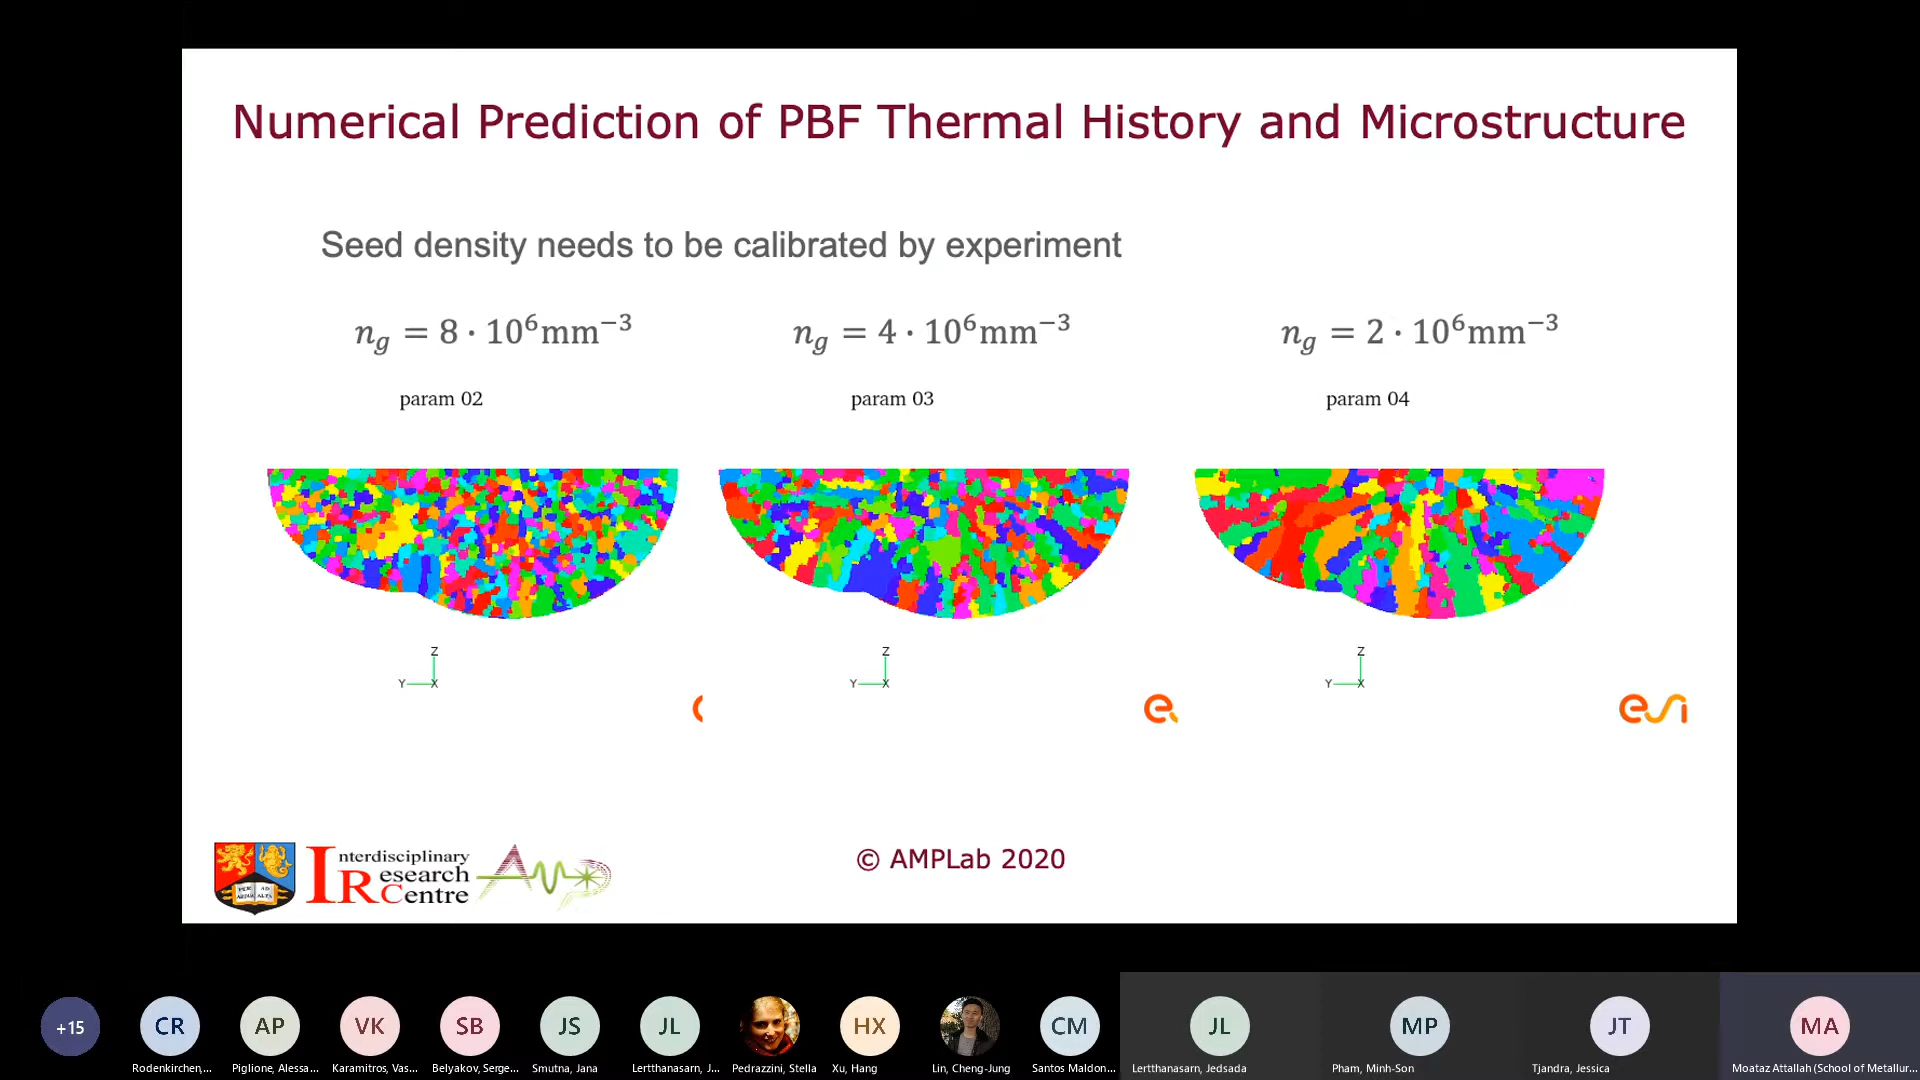 Numerical Prediction of PBF Thermal History and Microstructure
Seed density needs to be calibrated by experiment
n_g = 8 · 10^6 mm^−3
n_g = 4 · 10^6 mm^−3
n_g = 2 · 10^6 mm^−3
param 02
param 03
param 04
Z
Y X
Z
Y X
Z
Y X
esi
Interdisciplinary
Research
Centre
© AMPLab 2020
+15
CR
AP
VK
SB
JS
JL
HX
CM
JL
MP
JT
MA
Rodenkirchen,...
Piglione, Alessa...
Karamitros, Vas...
Belyakov, Serge...
Smutna, Jana
Lertthanasarn, J...
Pedrazzini, Stella
Xu, Hang
Lin, Cheng-Jung
Santos Maldon...
Lertthanasarn, Jedsada
Pham, Minh-Son
Tjandra, Jessica
Moataz Attallah (School of Metallur...